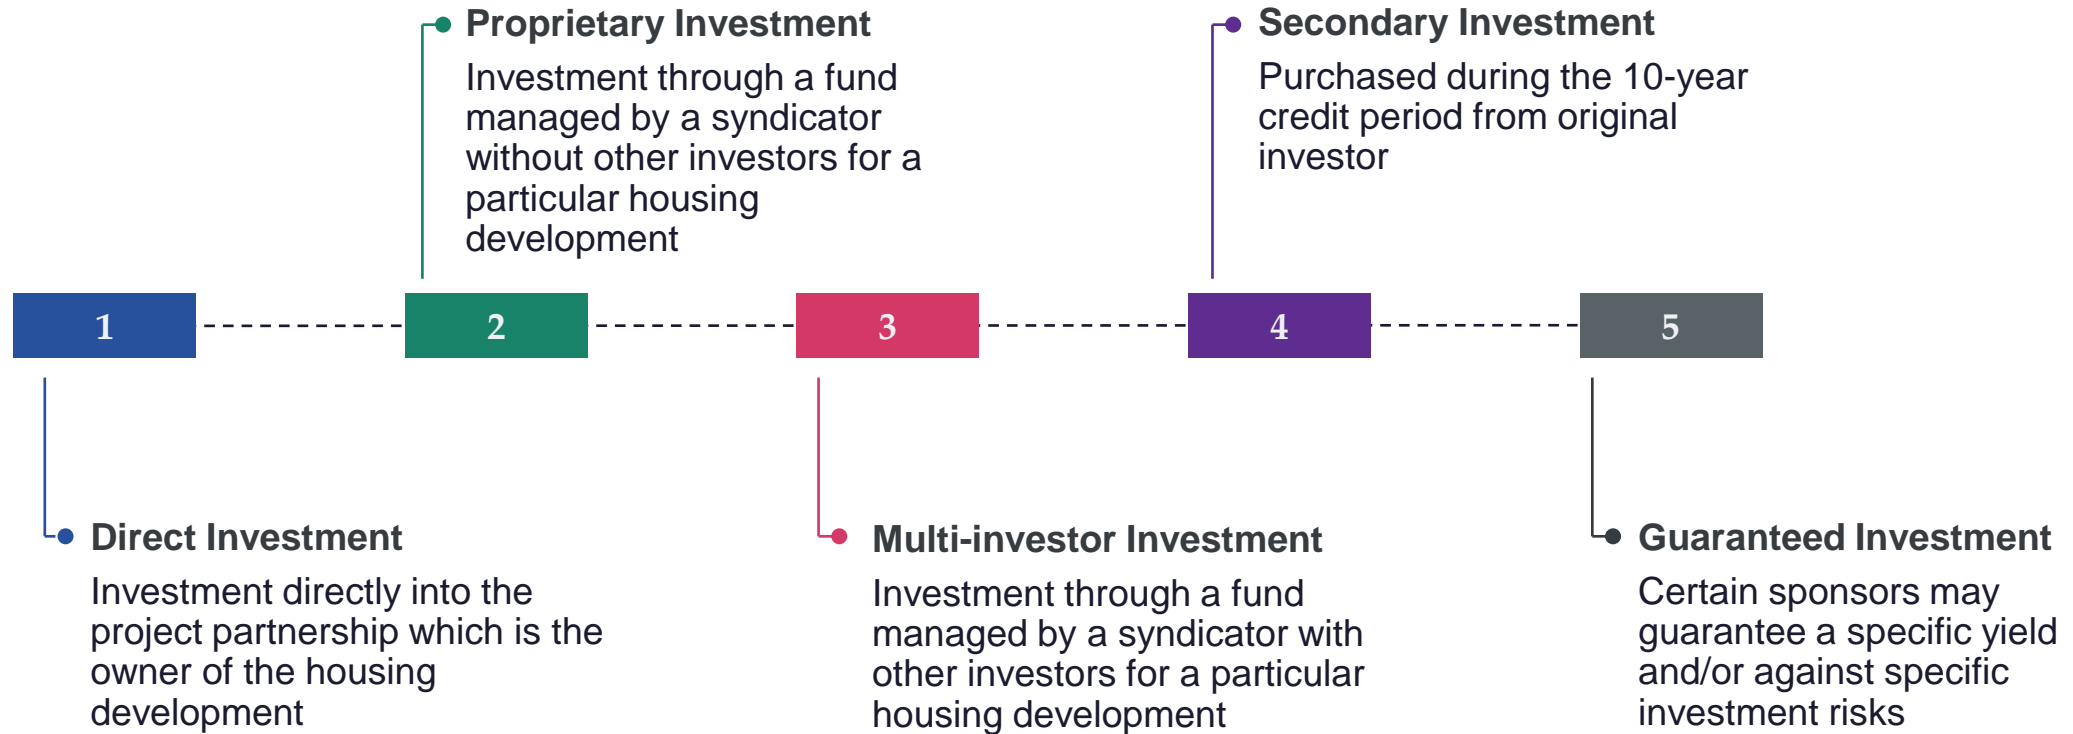 Proprietary Investment
Investment through a fund
managed by a syndicator
without other investors for a
particular housing
development
Secondary Investment
Purchased during the 10-year
credit period from original
investor
1
2
3
4
5
Direct Investment
Investment directly into the
project partnership which is the
owner of the housing
development
Multi-investor Investment
Investment through a fund
managed by a syndicator with
other investors for a particular
housing development
Guaranteed Investment
Certain sponsors may
guarantee a specific yield
and/or against specific
investment risks